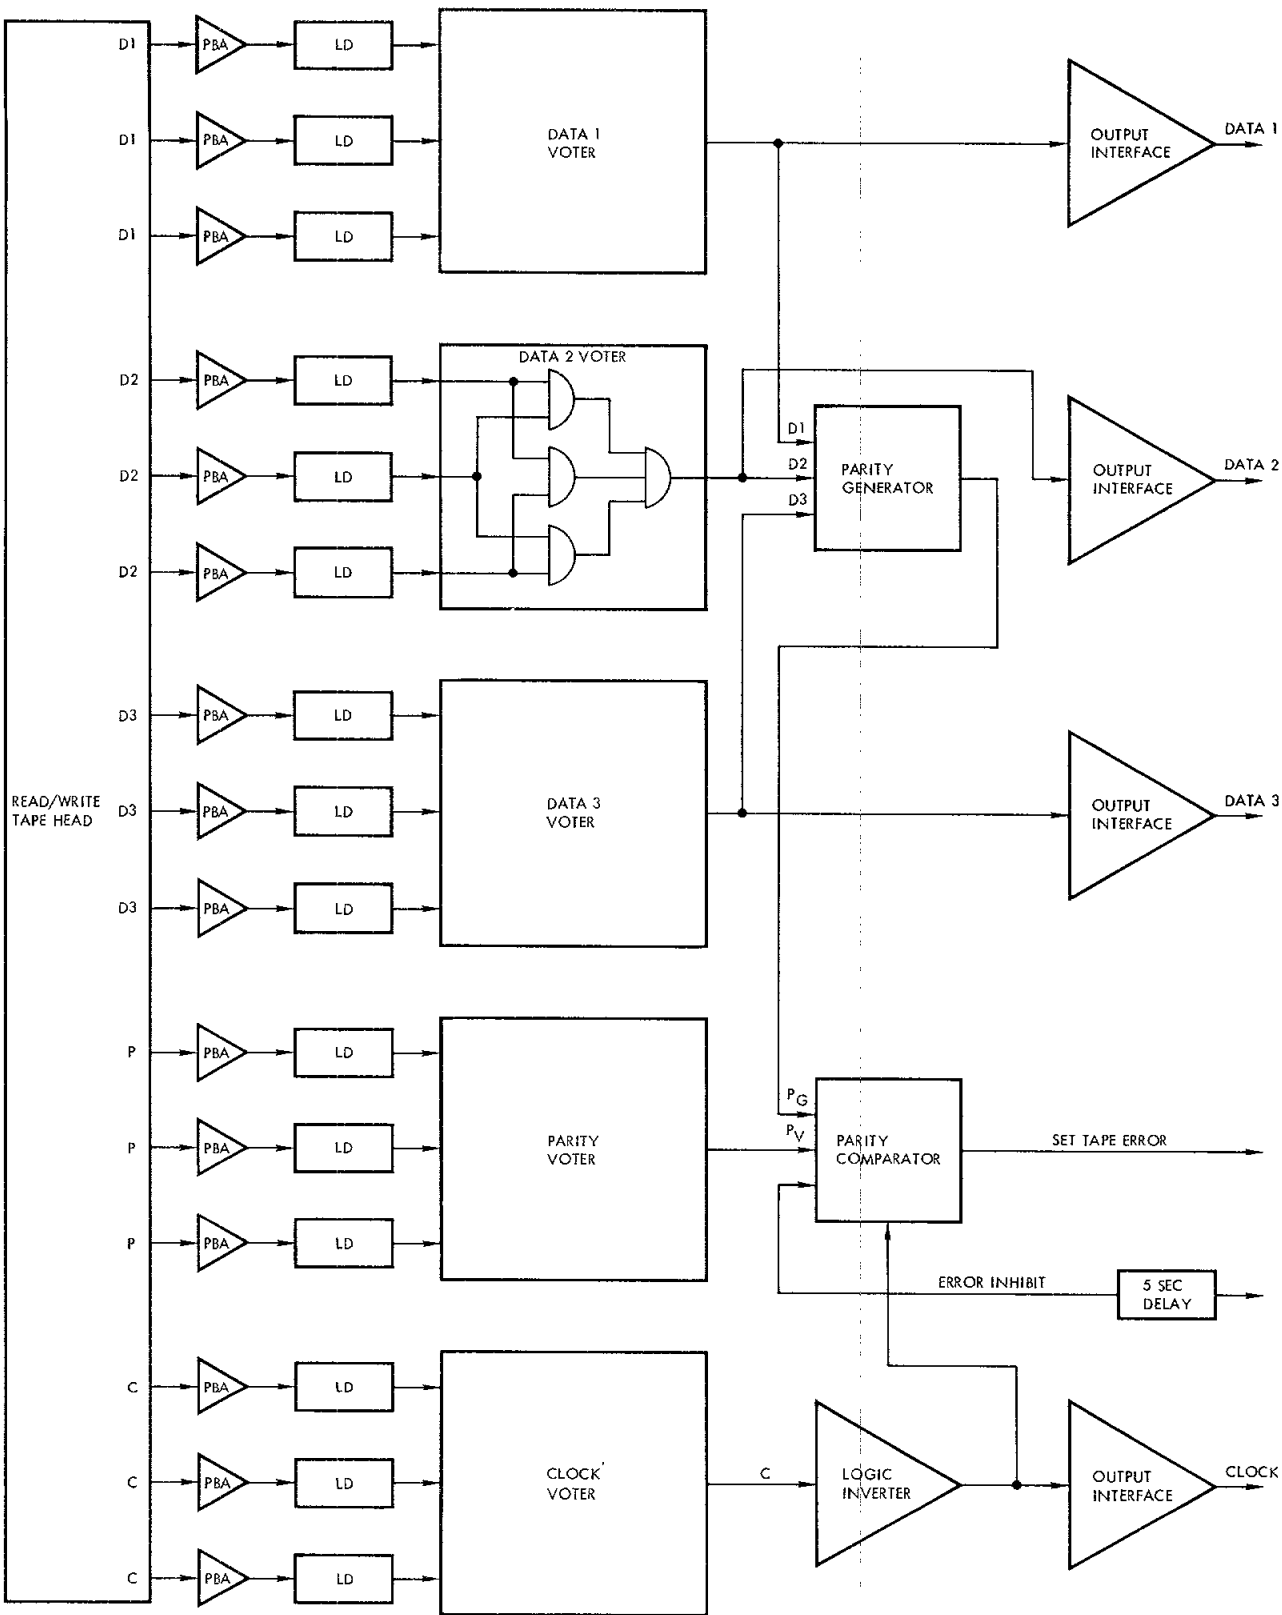 D1 PBA LD
D1 PBA LD
D1 PBA LD
DATA 1
VOTER
OUTPUT
INTERFACE
DATA 1
D2 PBA LD
D2 PBA LD
D2 PBA LD
DATA 2 VOTER
D1
D2
D3
PARITY
GENERATOR
OUTPUT
INTERFACE
DATA 2
READ/WRITE
TAPE HEAD
D3 PBA LD
D3 PBA LD
D3 PBA LD
DATA 3
VOTER
OUTPUT
INTERFACE
DATA 3
P PBA LD
P PBA LD
P PBA LD
PARITY
VOTER
PG
PV
PARITY
COMPARATOR
SET TAPE ERROR
ERROR INHIBIT
5 SEC
DELAY
C PBA LD
C PBA LD
C PBA LD
CLOCK'
VOTER
C
LOGIC
INVERTER
OUTPUT
INTERFACE
CLOCK